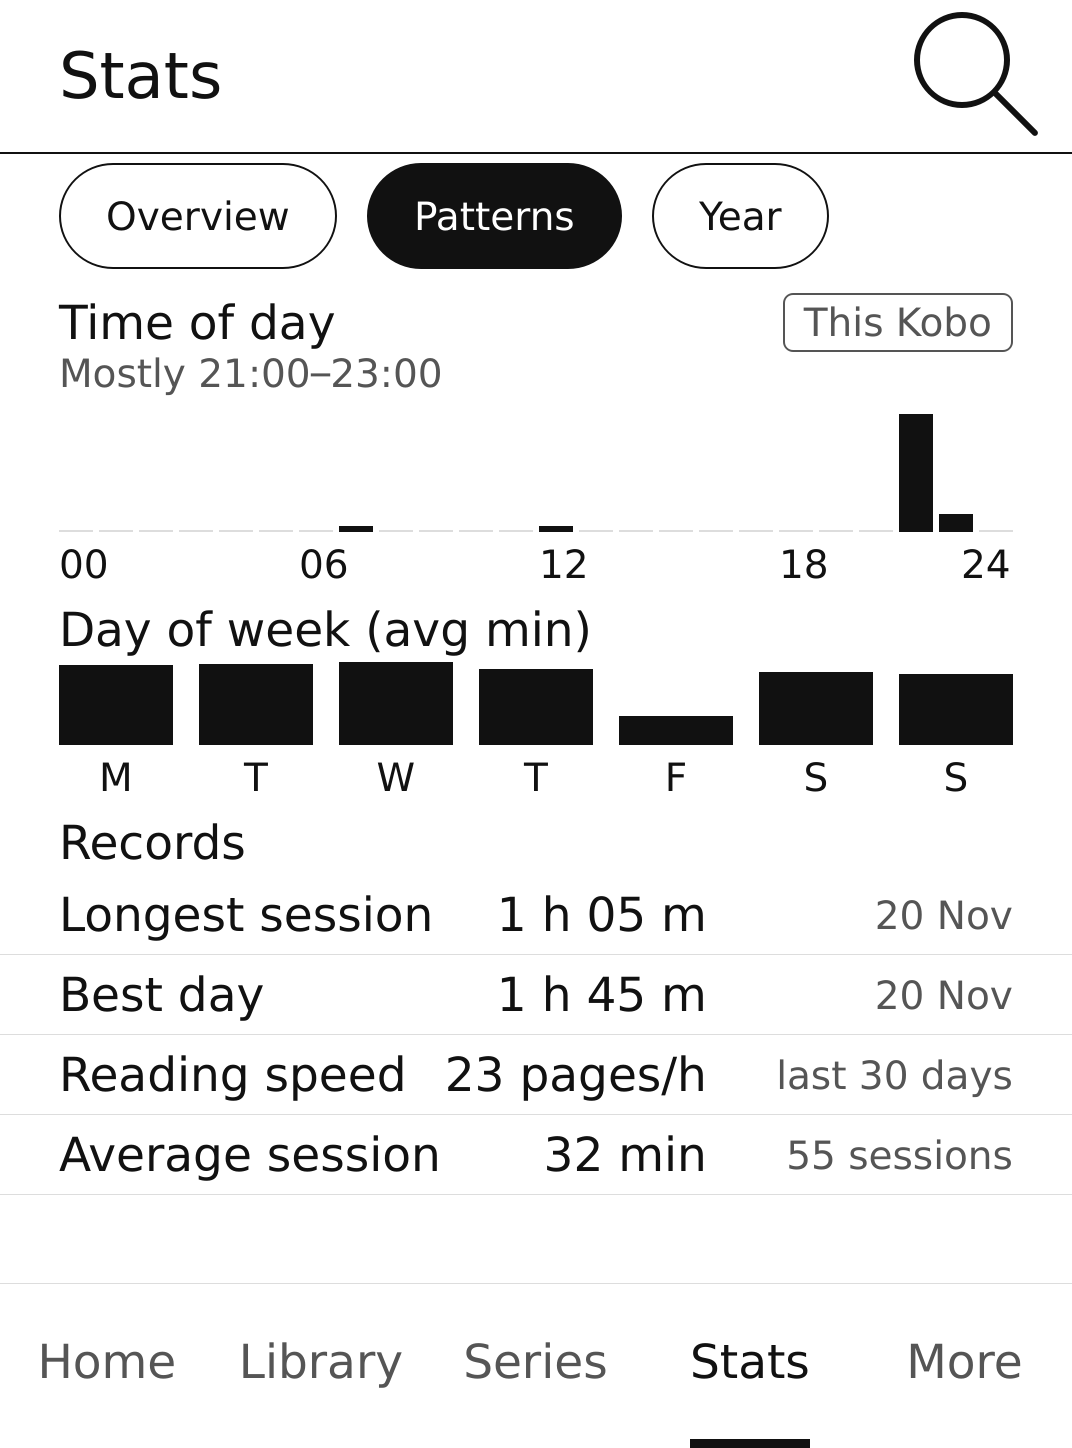 Stats
Overview Patterns Year
Time of day This Kobo
Mostly 21:00–23:00
00 06 12 18 24
Day of week (avg min)
M T W T F S S
Records
Longest session 1 h 05 m 20 Nov
Best day 1 h 45 m 20 Nov
Reading speed 23 pages/h last 30 days
Average session 32 min 55 sessions
Home Library Series Stats More